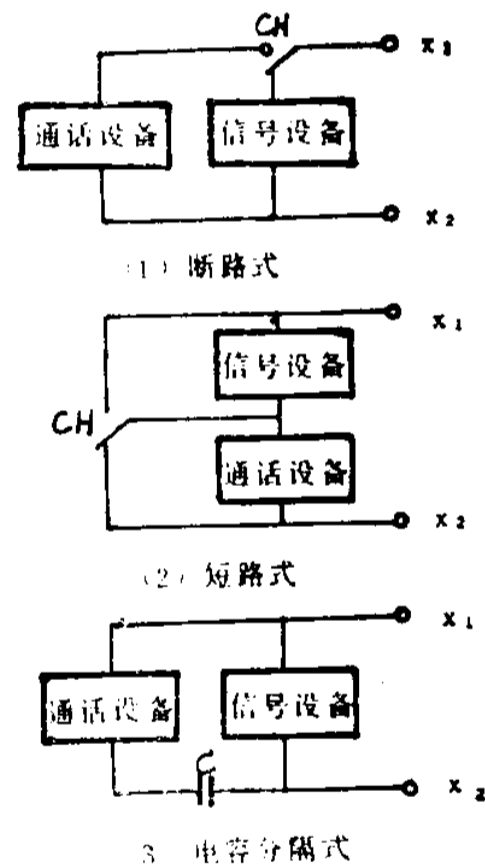 CH
x₁
通话设备 信号设备
x₂
(1) 断路式
x₁
信号设备
CH
通话设备
x₂
(2) 短路式
x₁
通话设备 信号设备
C
x₂
3 电容分隔式